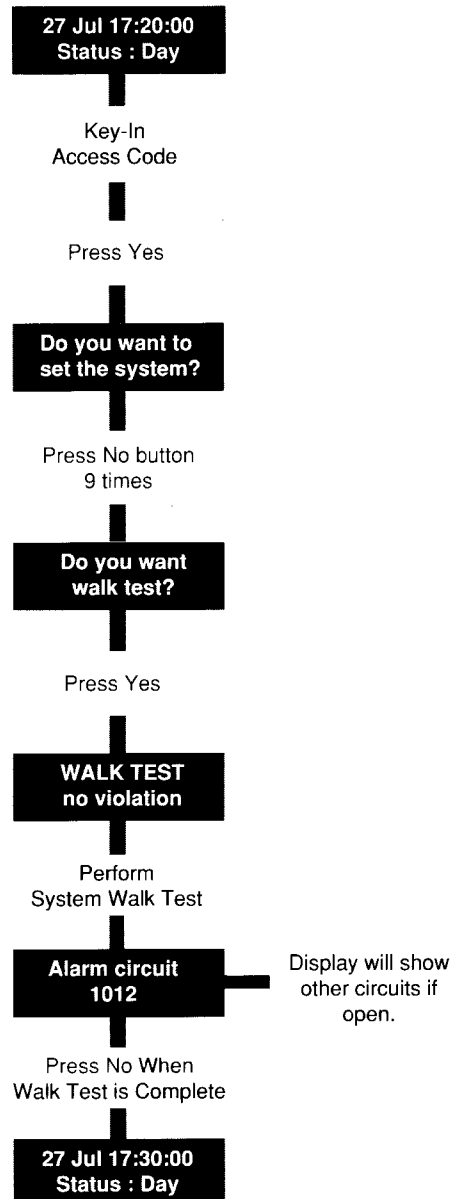 27 Jul 17:20:00
Status : Day
Key-In
Access Code
Press Yes
Do you want to
set the system?
Press No button
9 times
Do you want
walk test?
Press Yes
WALK TEST
no violation
Perform
System Walk Test
Alarm circuit
1012
Display will show
other circuits if
open.
Press No When
Walk Test is Complete
27 Jul 17:30:00
Status : Day